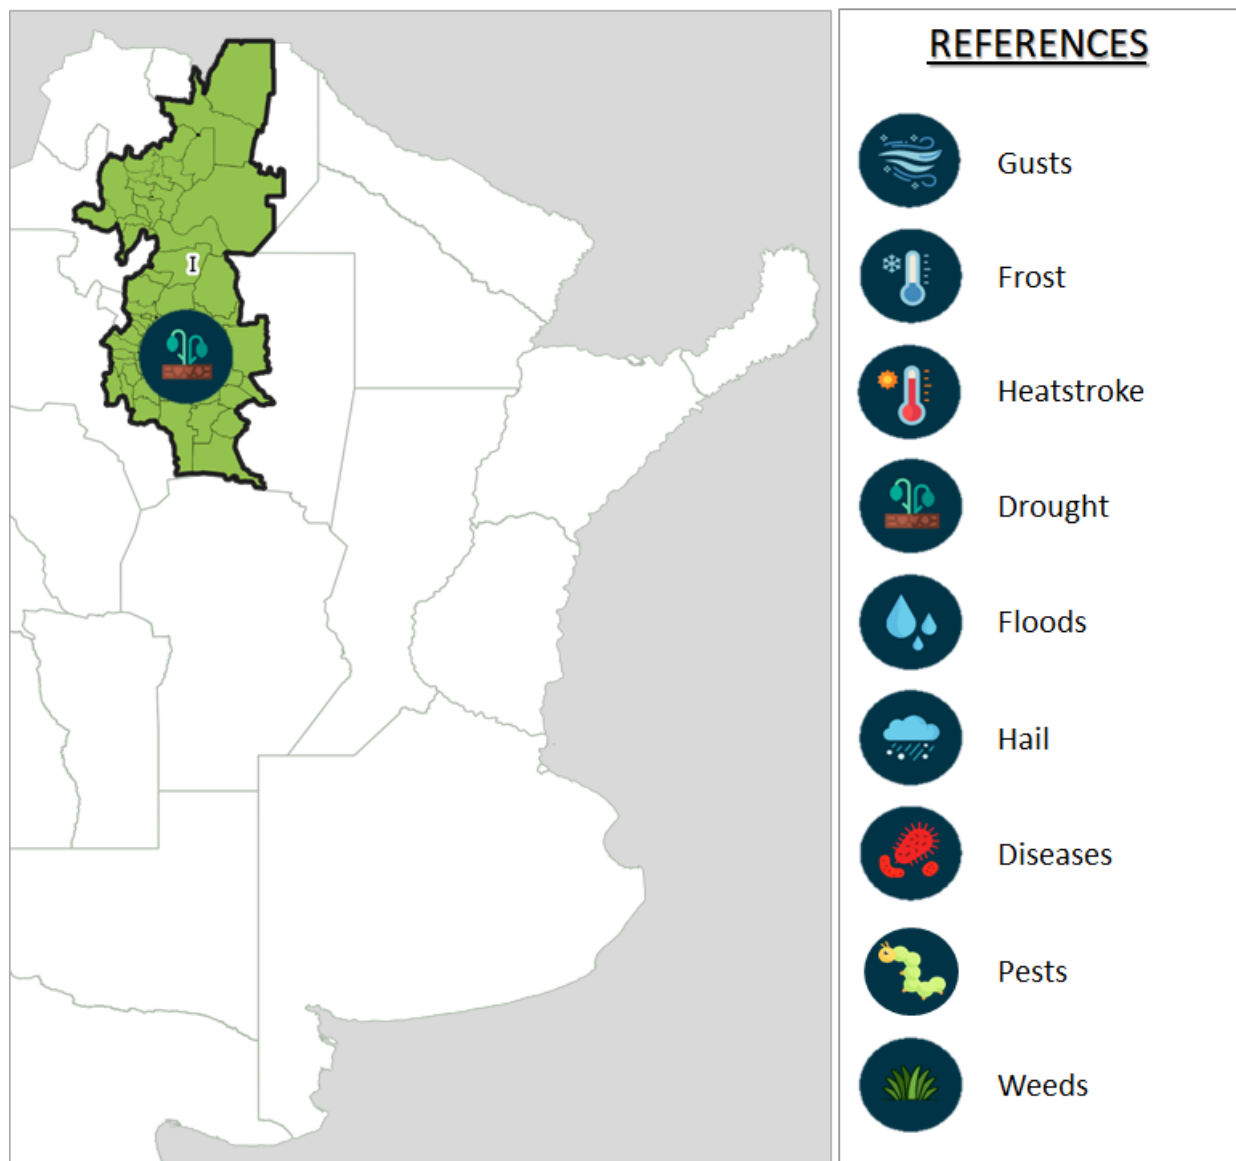 REFERENCES
I
Gusts
Frost
Heatstroke
Drought
Floods
Hail
Diseases
Pests
Weeds